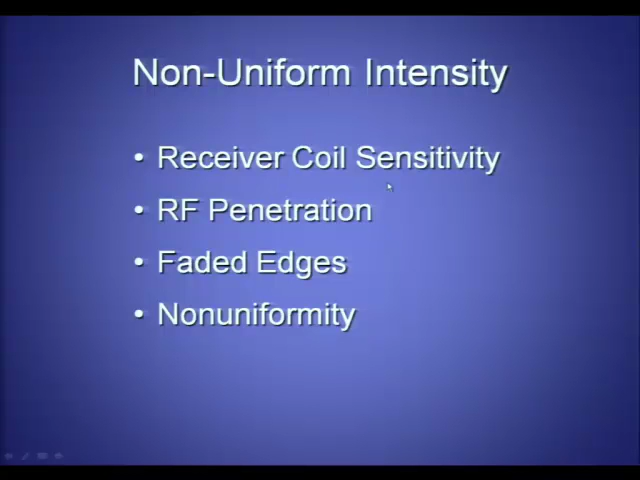 Non-Uniform Intensity
• Receiver Coil Sensitivity
• RF Penetration
• Faded Edges
• Nonuniformity